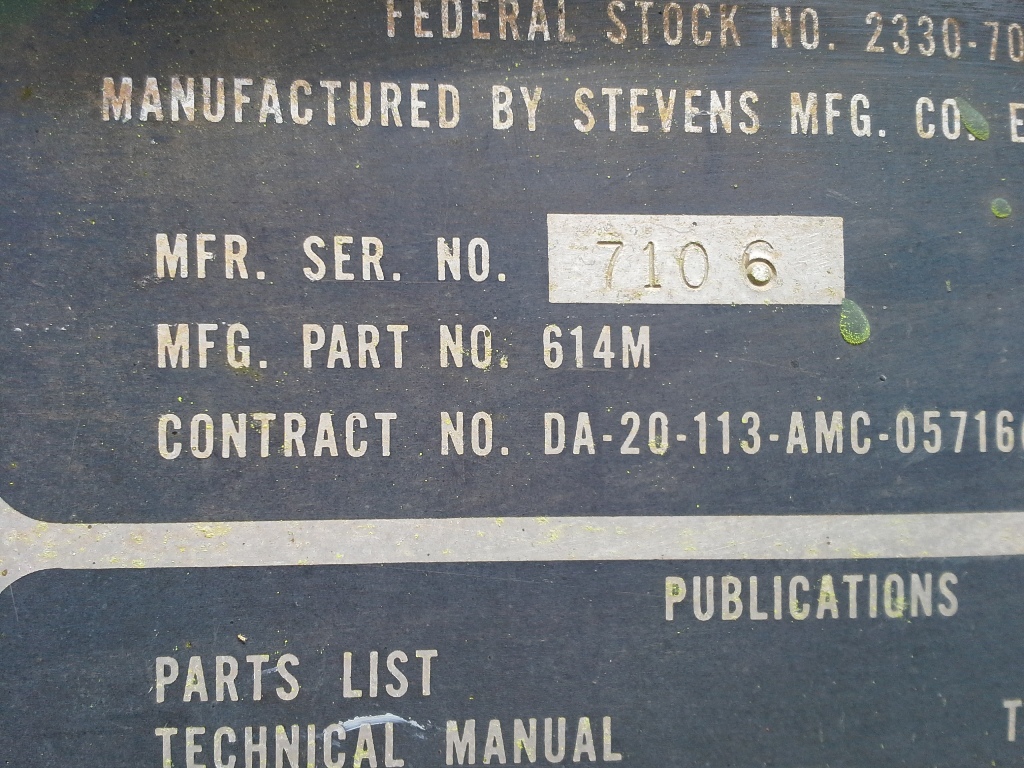 FEDERAL STOCK NO. 2330-70
MANUFACTURED BY STEVENS MFG. CO. E
MFR. SER. NO. 7106
MFG. PART NO. 614M
CONTRACT NO. DA-20-113-AMC-05716
PUBLICATIONS
PARTS LIST
TECHNICAL MANUAL T